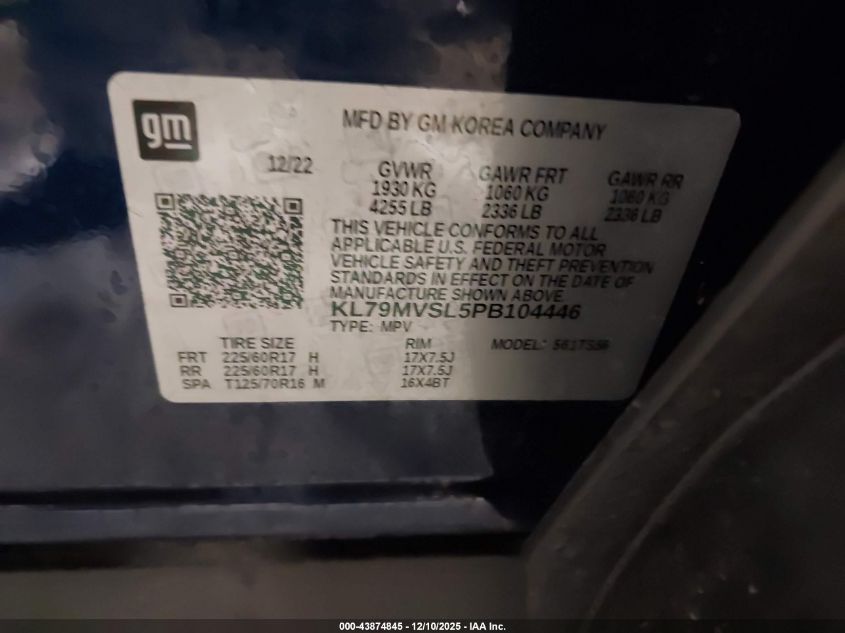 gm
MFD BY GM KOREA COMPANY
12/22
GVWR GAWR FRT GAWR RR
1930 KG 1060 KG 1060 KG
4255 LB 2336 LB 2336 LB
THIS VEHICLE CONFORMS TO ALL
APPLICABLE U.S. FEDERAL MOTOR
VEHICLE SAFETY AND THEFT PREVENTION
STANDARDS IN EFFECT ON THE DATE OF
MANUFACTURE SHOWN ABOVE.
KL79MVSL5PB104446
TYPE: MPV
TIRE SIZE RIM MODEL:
FRT 225/60R17 H 17X7.5J
RR 225/60R17 H 17X7.5J
SPA T125/70R16 M 16X4BT
000-43874845 - 12/10/2025 - IAA Inc.